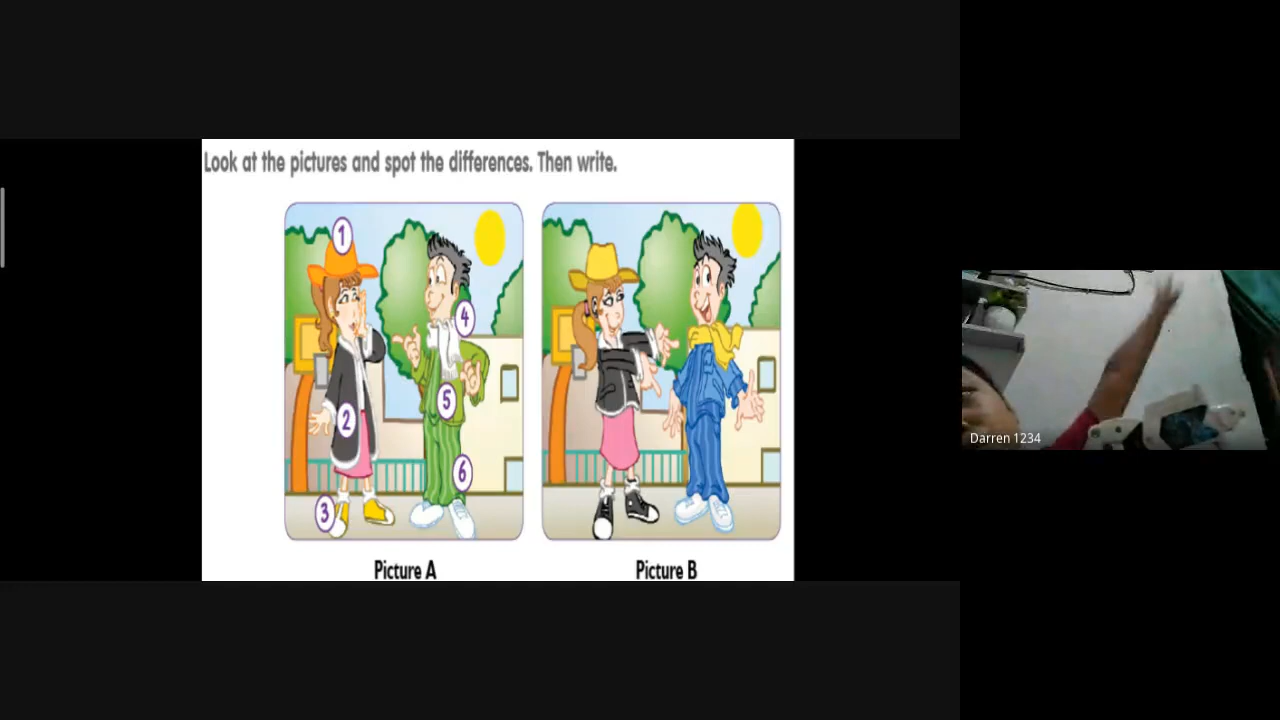 Look at the pictures and spot the differences. Then write.
1
2
3
4
5
6
Picture A
Picture B
Darren 1234